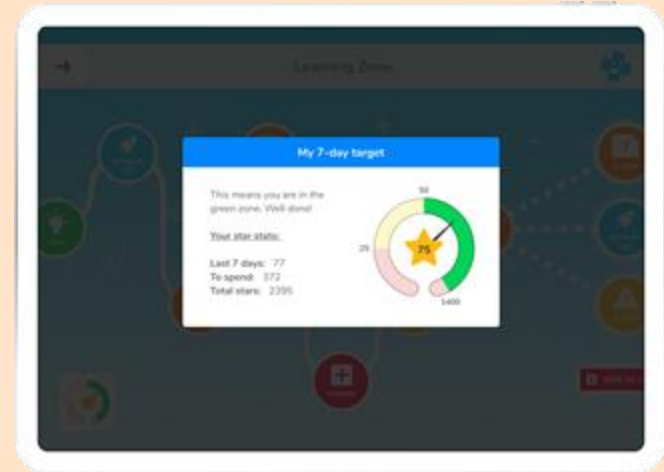 Learning Zone
My 7-day target
This means you are in the
green zone. Well done!
Your star stats:
Last 7 days: 77
To spend: 372
Total stars: 2395
50
25
75
1400